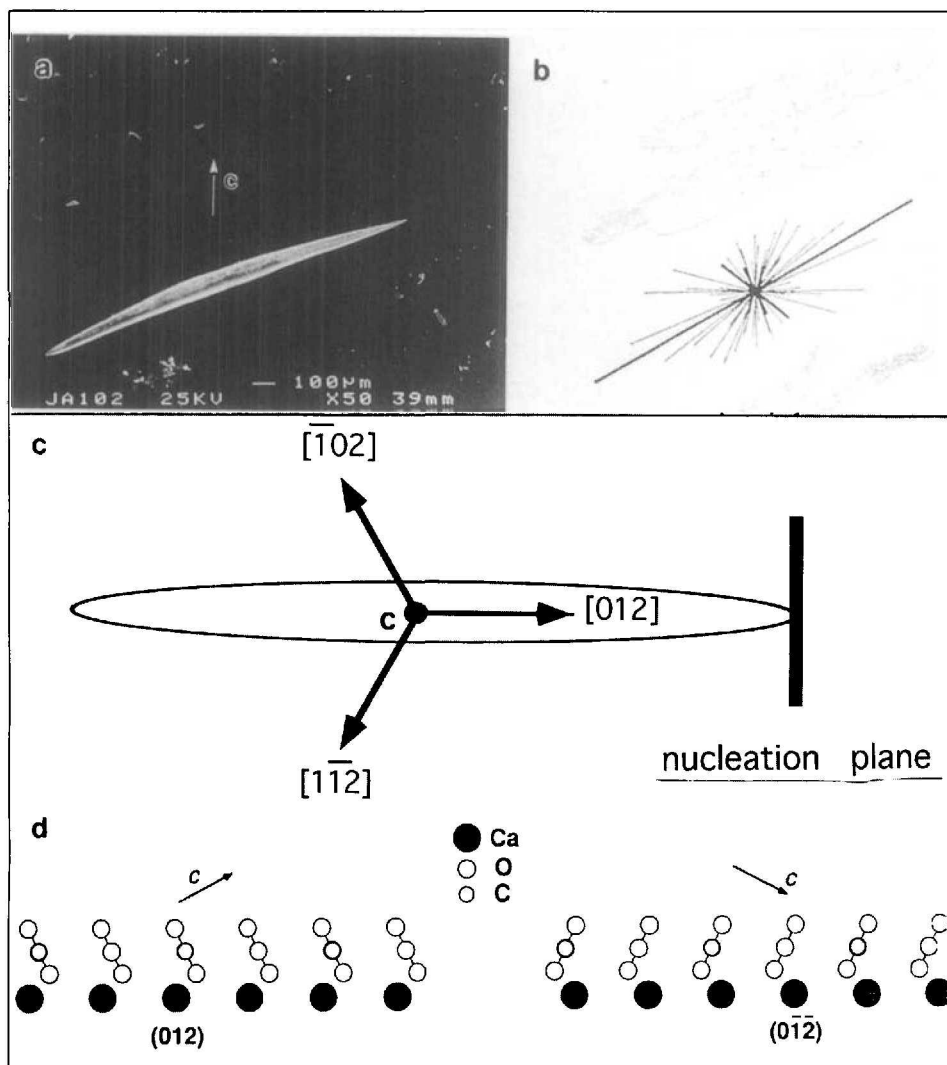 a
b
©
100µm
JA102 25KV X50 39mm
c
[1̅02]
c
[012]
[11̅2]
nucleation plane
d
Ca
O
C
c
c
(012)
(01̅2̅)